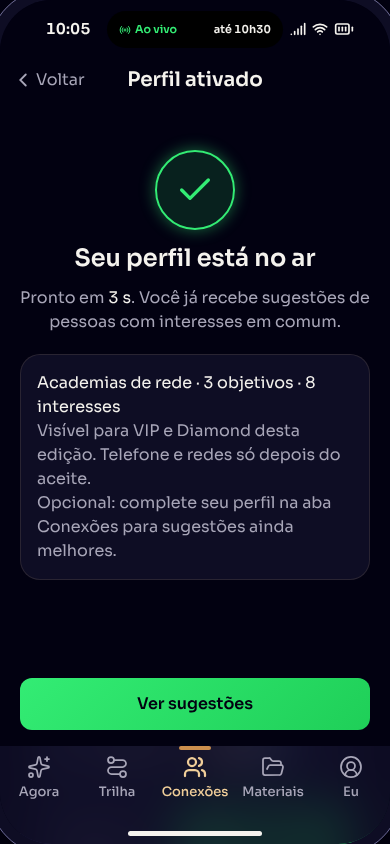 10:05
Ao vivo
até 10h30
Voltar
Perfil ativado
Seu perfil está no ar
Pronto em 3 s. Você já recebe sugestões de
pessoas com interesses em comum.
Academias de rede · 3 objetivos · 8
interesses
Visível para VIP e Diamond desta
edição. Telefone e redes só depois do
aceite.
Opcional: complete seu perfil na aba
Conexões para sugestões ainda
melhores.
Ver sugestões
Agora
Trilha
Conexões
Materiais
Eu